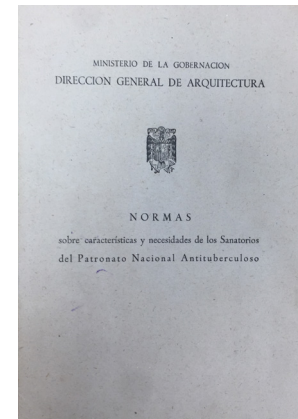 MINISTERIO DE LA GOBERNACION
DIRECCION GENERAL DE ARQUITECTURA
NORMAS
sobre características y necesidades de los Sanatorios
del Patronato Nacional Antituberculoso